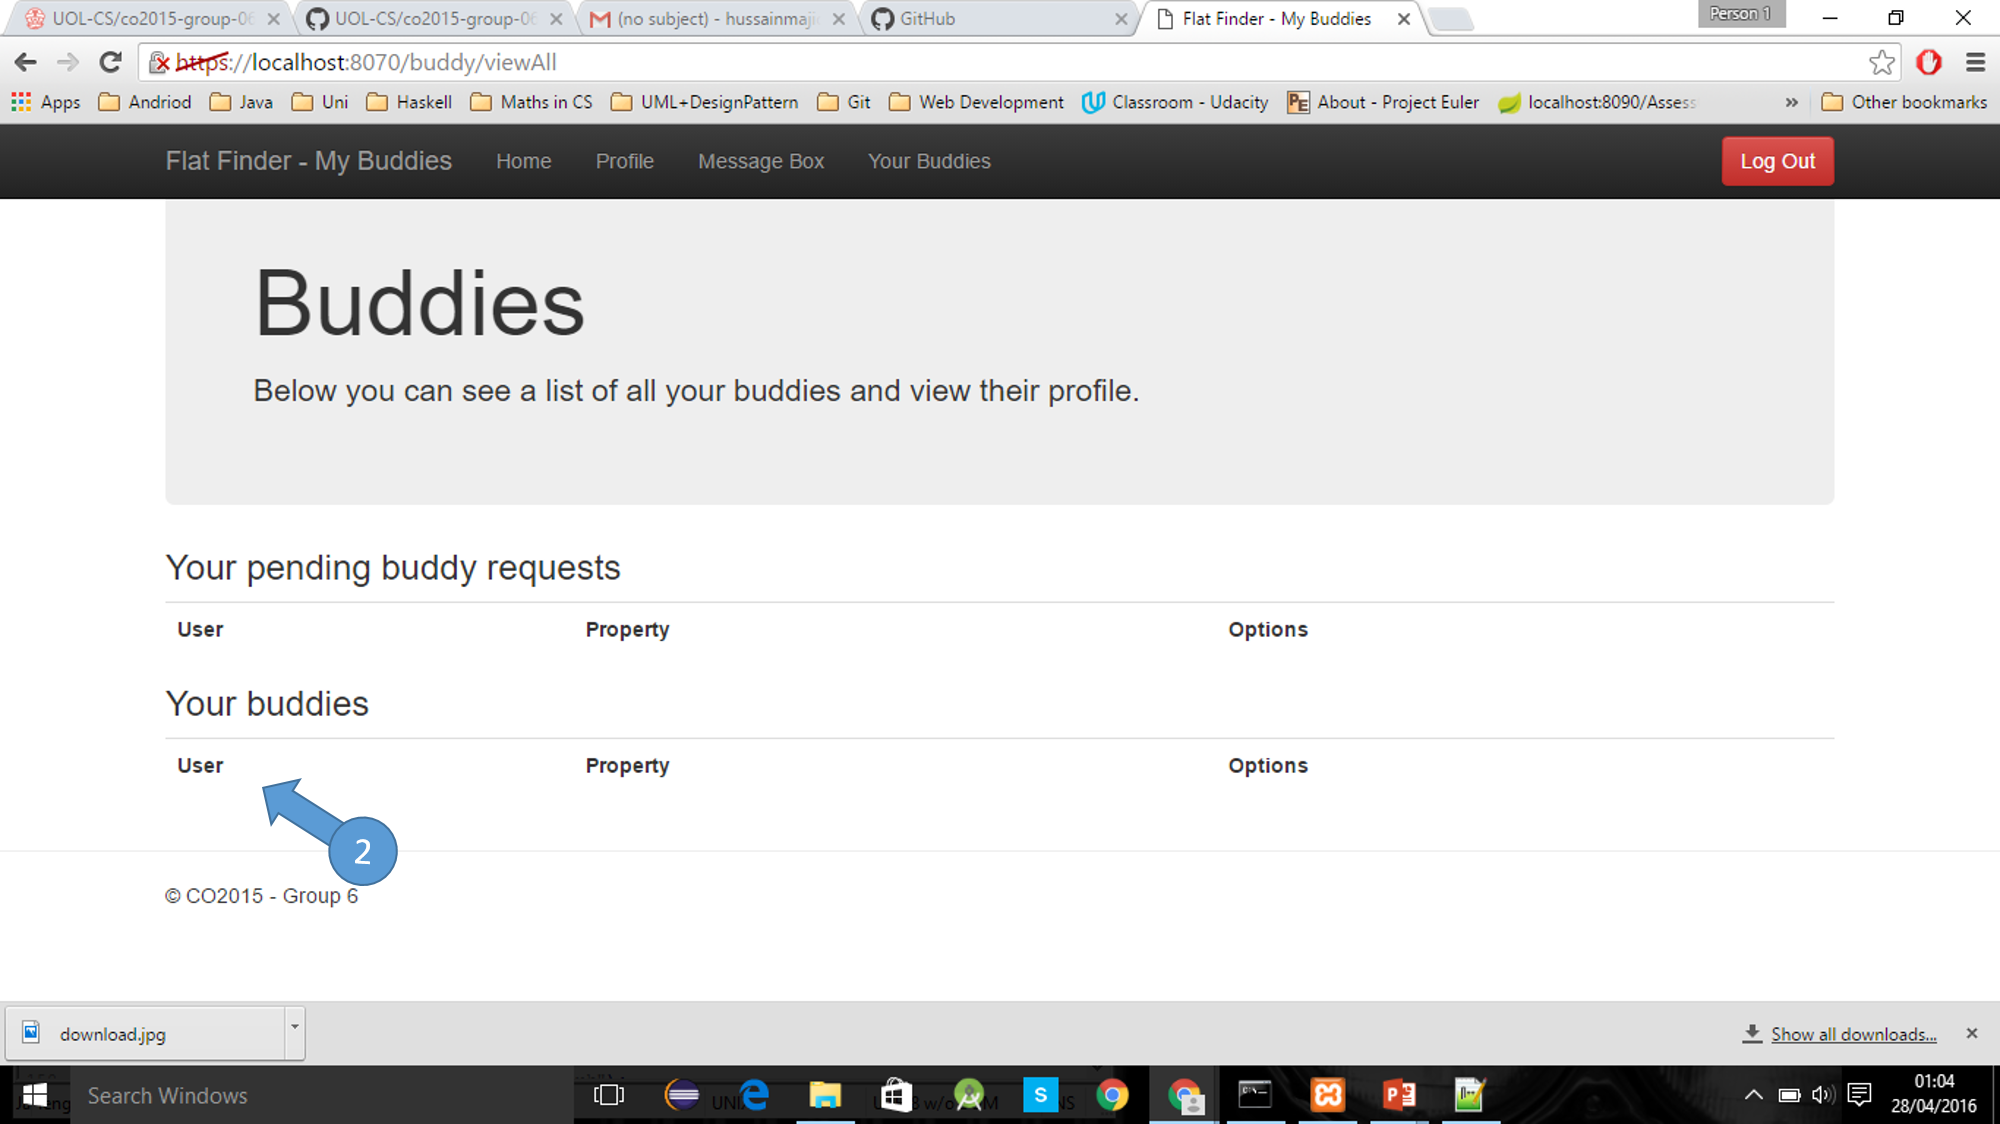 UOL-CS/co2015-group-06
UOL-CS/co2015-group-06
(no subject) - hussainmaji
GitHub
Flat Finder - My Buddies
Person 1
https://localhost:8070/buddy/viewAll
Apps Andriod Java Uni Haskell Maths in CS UML+DesignPattern Git Web Development Classroom - Udacity PE About - Project Euler localhost:8090/Assess » Other bookmarks
Flat Finder - My Buddies Home Profile Message Box Your Buddies Log Out
Buddies
Below you can see a list of all your buddies and view their profile.
Your pending buddy requests
User Property Options
Your buddies
User Property Options
2
© CO2015 - Group 6
download.jpg
Show all downloads...
Search Windows
01:04
28/04/2016